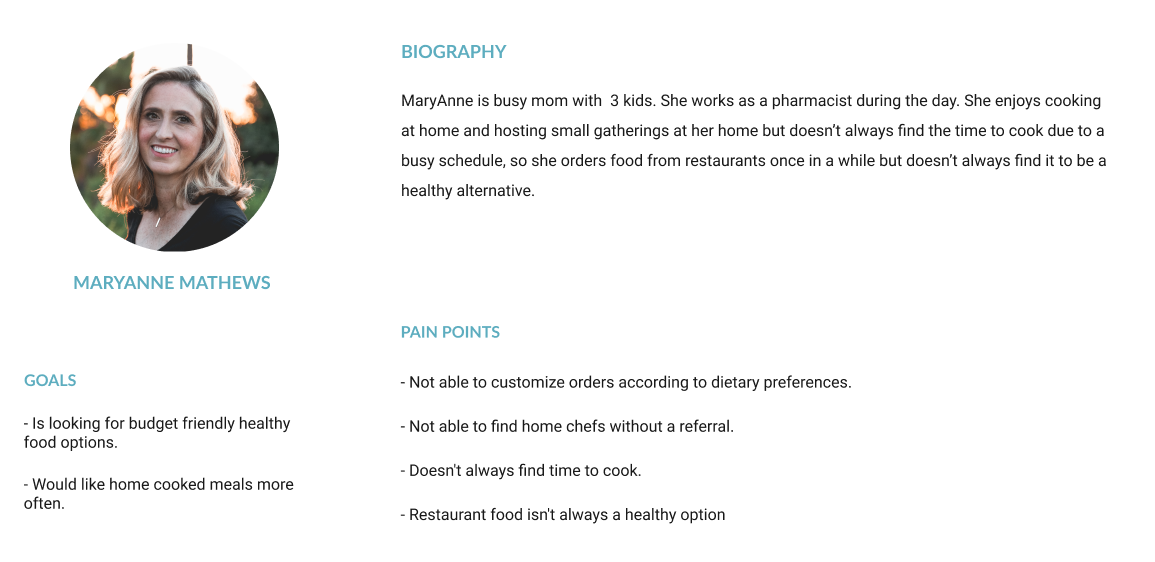 BIOGRAPHY
MaryAnne is busy mom with  3 kids. She works as a pharmacist during the day. She enjoys cooking
at home and hosting small gatherings at her home but doesn’t always find the time to cook due to a
busy schedule, so she orders food from restaurants once in a while but doesn’t always find it to be a
healthy alternative.
MARYANNE MATHEWS
GOALS
- Is looking for budget friendly healthy
food options.
- Would like home cooked meals more
often.
PAIN POINTS
- Not able to customize orders according to dietary preferences.
- Not able to find home chefs without a referral.
- Doesn't always find time to cook.
- Restaurant food isn't always a healthy option